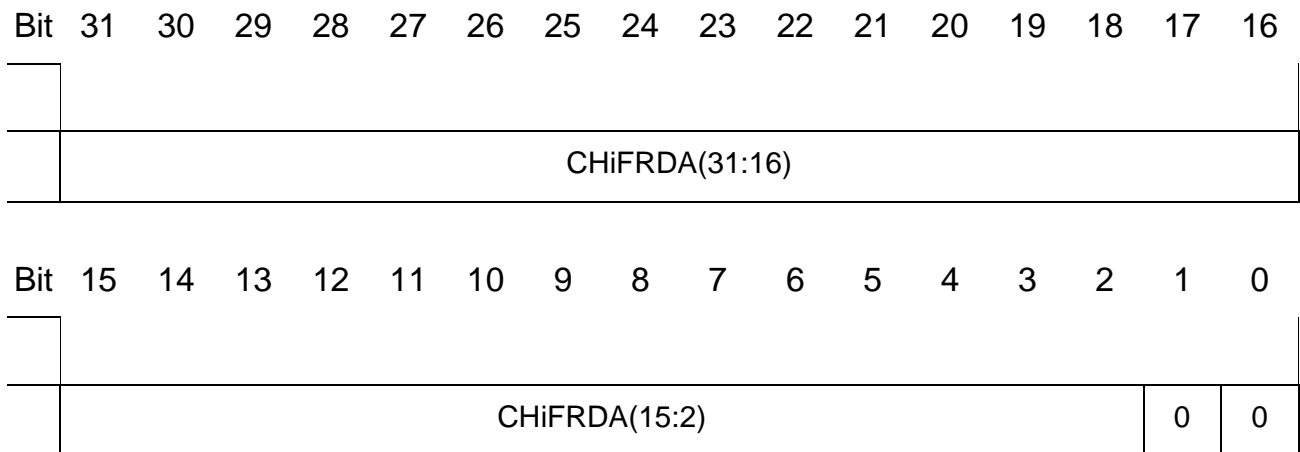 Bit 31 30 29 28 27 26 25 24 23 22 21 20 19 18 17 16
CHiFRDA(31:16)
Bit 15 14 13 12 11 10 9 8 7 6 5 4 3 2 1 0
CHiFRDA(15:2) 0 0